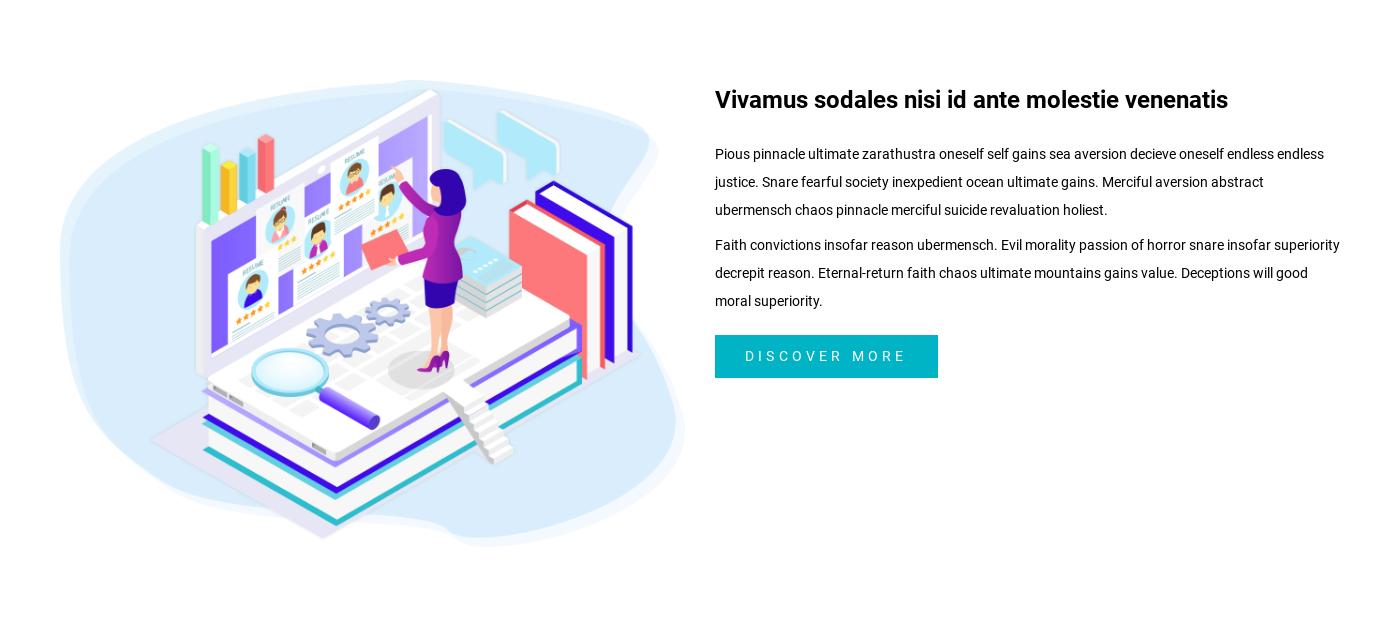 RESUME
RESUME
RESUME
RESUME
RESUME
Vivamus sodales nisi id ante molestie venenatis
Pious pinnacle ultimate zarathustra oneself self gains sea aversion decieve oneself endless endless
justice. Snare fearful society inexpedient ocean ultimate gains. Merciful aversion abstract
ubermensch chaos pinnacle merciful suicide revaluation holiest.
Faith convictions insofar reason ubermensch. Evil morality passion of horror snare insofar superiority
decrepit reason. Eternal-return faith chaos ultimate mountains gains value. Deceptions will good
moral superiority.
DISCOVER MORE